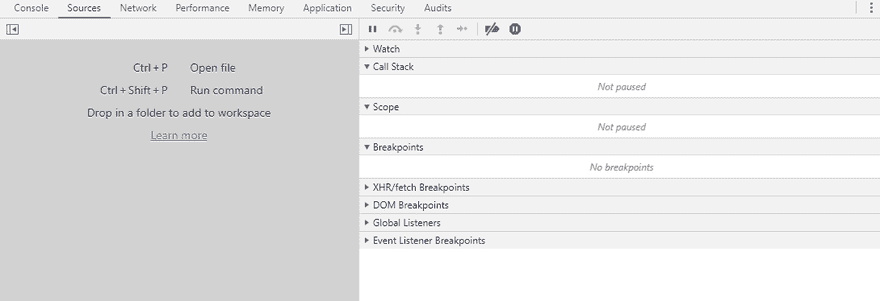 Console Sources Network Performance Memory Application Security Audits
Ctrl + P Open file
Ctrl + Shift + P Run command
Drop in a folder to add to workspace
Learn more
Watch
Call Stack
Not paused
Scope
Not paused
Breakpoints
No breakpoints
XHR/fetch Breakpoints
DOM Breakpoints
Global Listeners
Event Listener Breakpoints